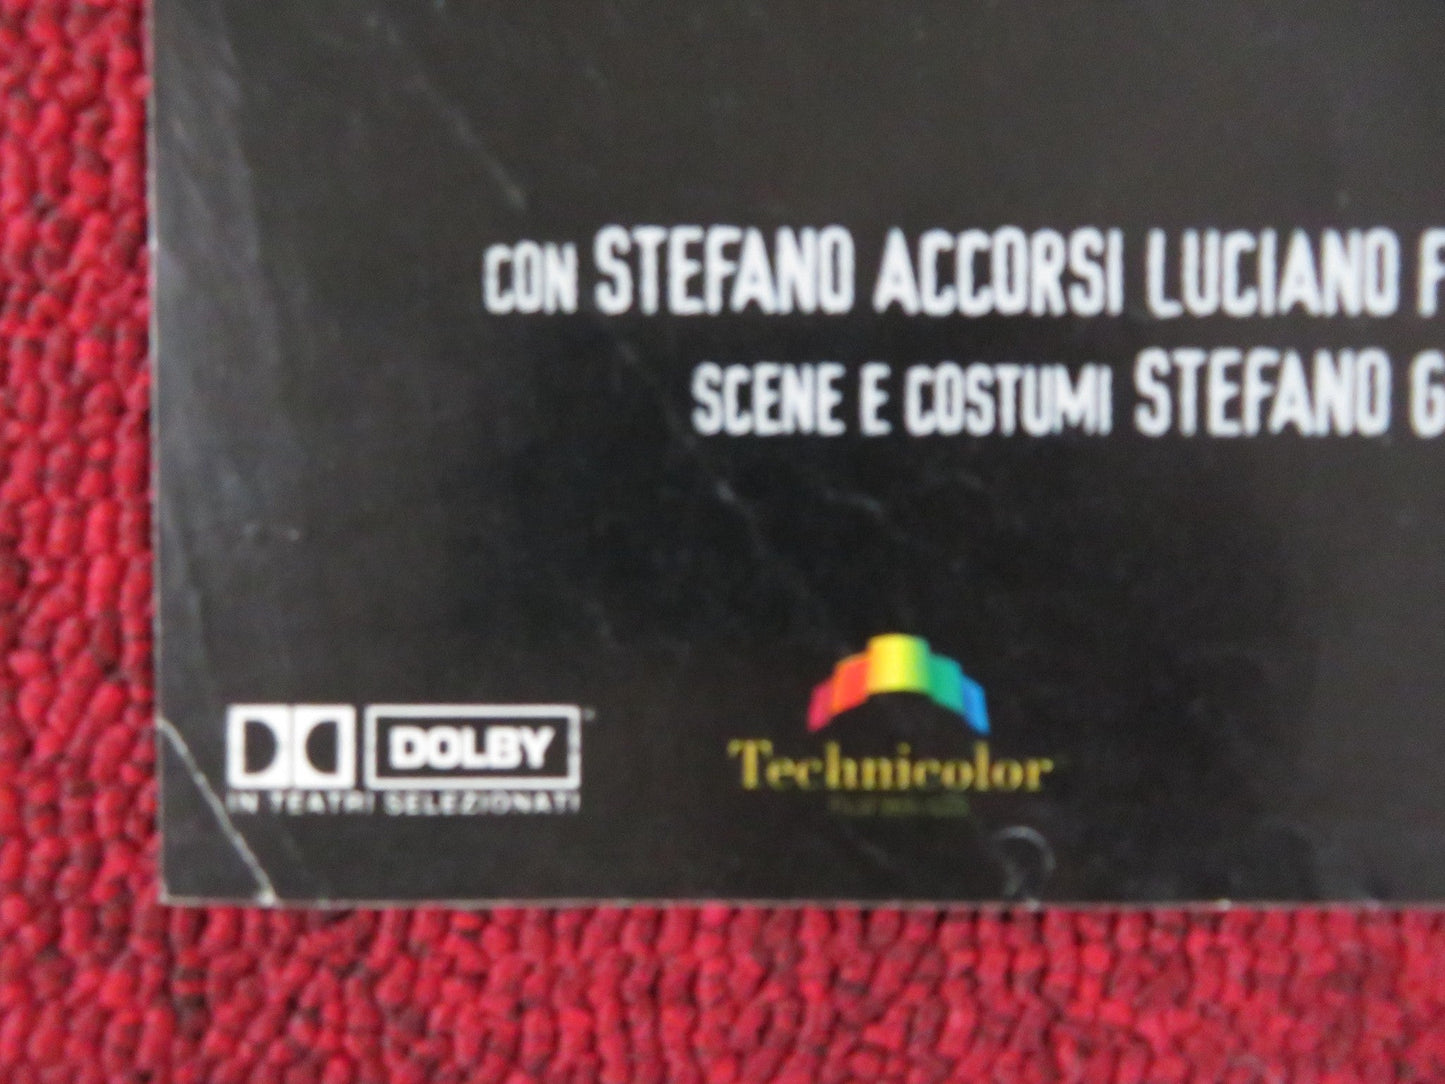 CON STEFANO ACCORSI LUCIANO F
SCENE E COSTUMI STEFANO G
DOLBY
IN TEATRI SELEZIONATI
Technicolor